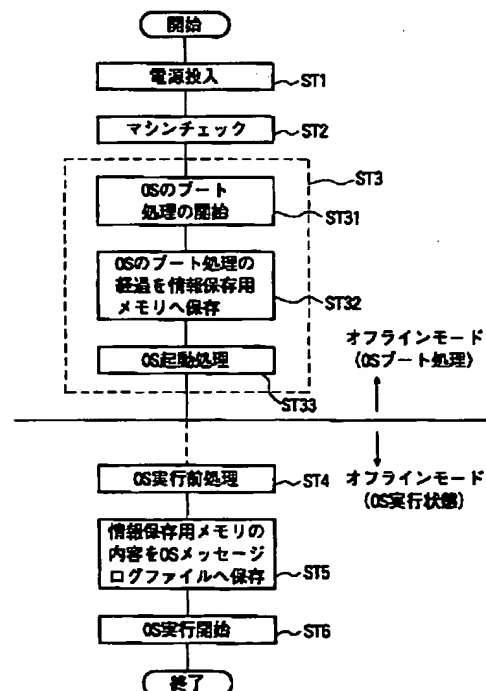 開始
電源投入
ST1
マシンチェック
ST2
ST3
OSのブート
処理の開始
ST31
OSのブート処理の
経過を情報保存用
メモリへ保存
ST32
オフラインモード
(OSブート処理)
OS起動処理
ST33
OS実行前処理
ST4
オフラインモード
(OS実行状態)
情報保存用メモリの
内容をOSメッセージ
ログファイルへ保存
ST5
OS実行開始
ST6
終了